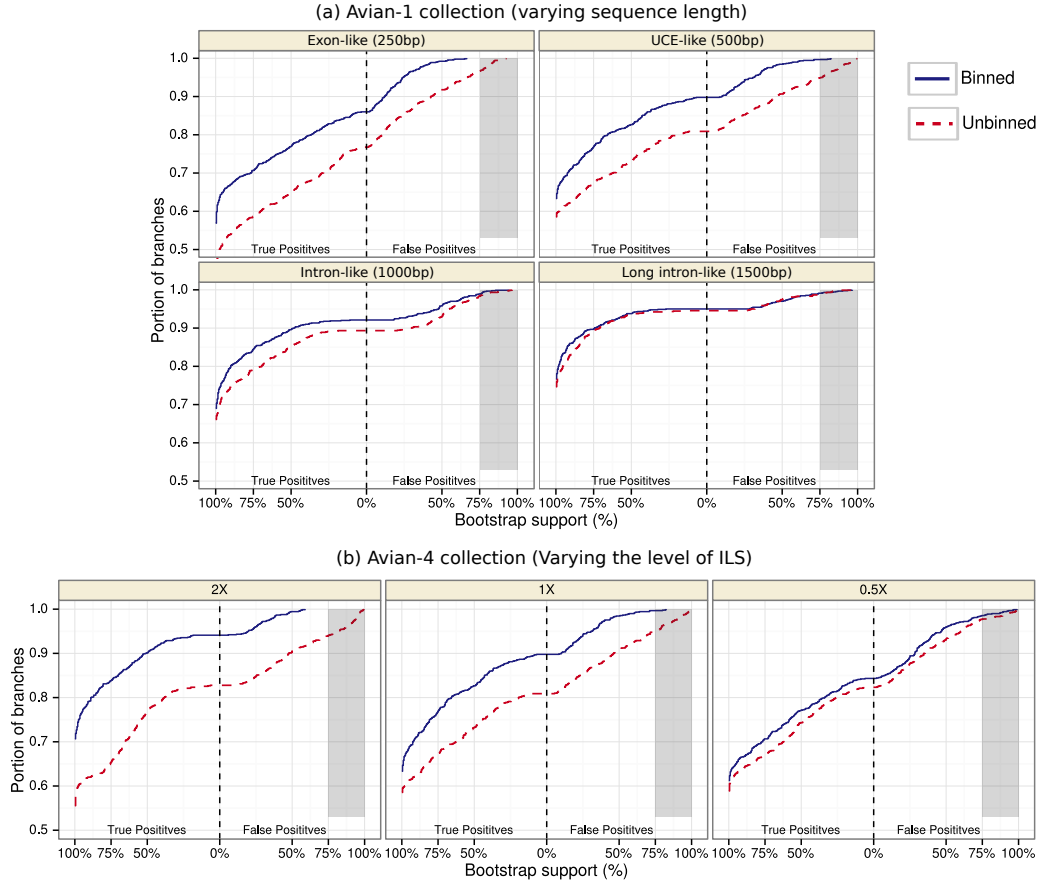 (a) Avian-1 collection (varying sequence length)
Exon-like (250bp)
UCE-like (500bp)
Binned
Unbinned
1.0
0.9
0.8
0.7
0.6
0.5
True Posititves
False Posititves
True Posititves
False Posititves
Portion of branches
Intron-like (1000bp)
Long intron-like (1500bp)
1.0
0.9
0.8
0.7
0.6
0.5
True Posititves
False Posititves
True Posititves
False Posititves
100% 75% 50% 0% 50% 75% 100%
100% 75% 50% 0% 50% 75% 100%
Bootstrap support (%)
Bootstrap support (%)
(b) Avian-4 collection (Varying the level of ILS)
2X
1X
0.5X
Portion of branches
1.0
0.9
0.8
0.7
0.6
0.5
True Posititves
False Posititves
True Posititves
False Posititves
True Posititves
False Posititves
100% 75% 50% 0% 50% 75% 100%
100% 75% 50% 0% 50% 75% 100%
100% 75% 50% 0% 50% 75% 100%
Bootstrap support (%)
Bootstrap support (%)
Bootstrap support (%)